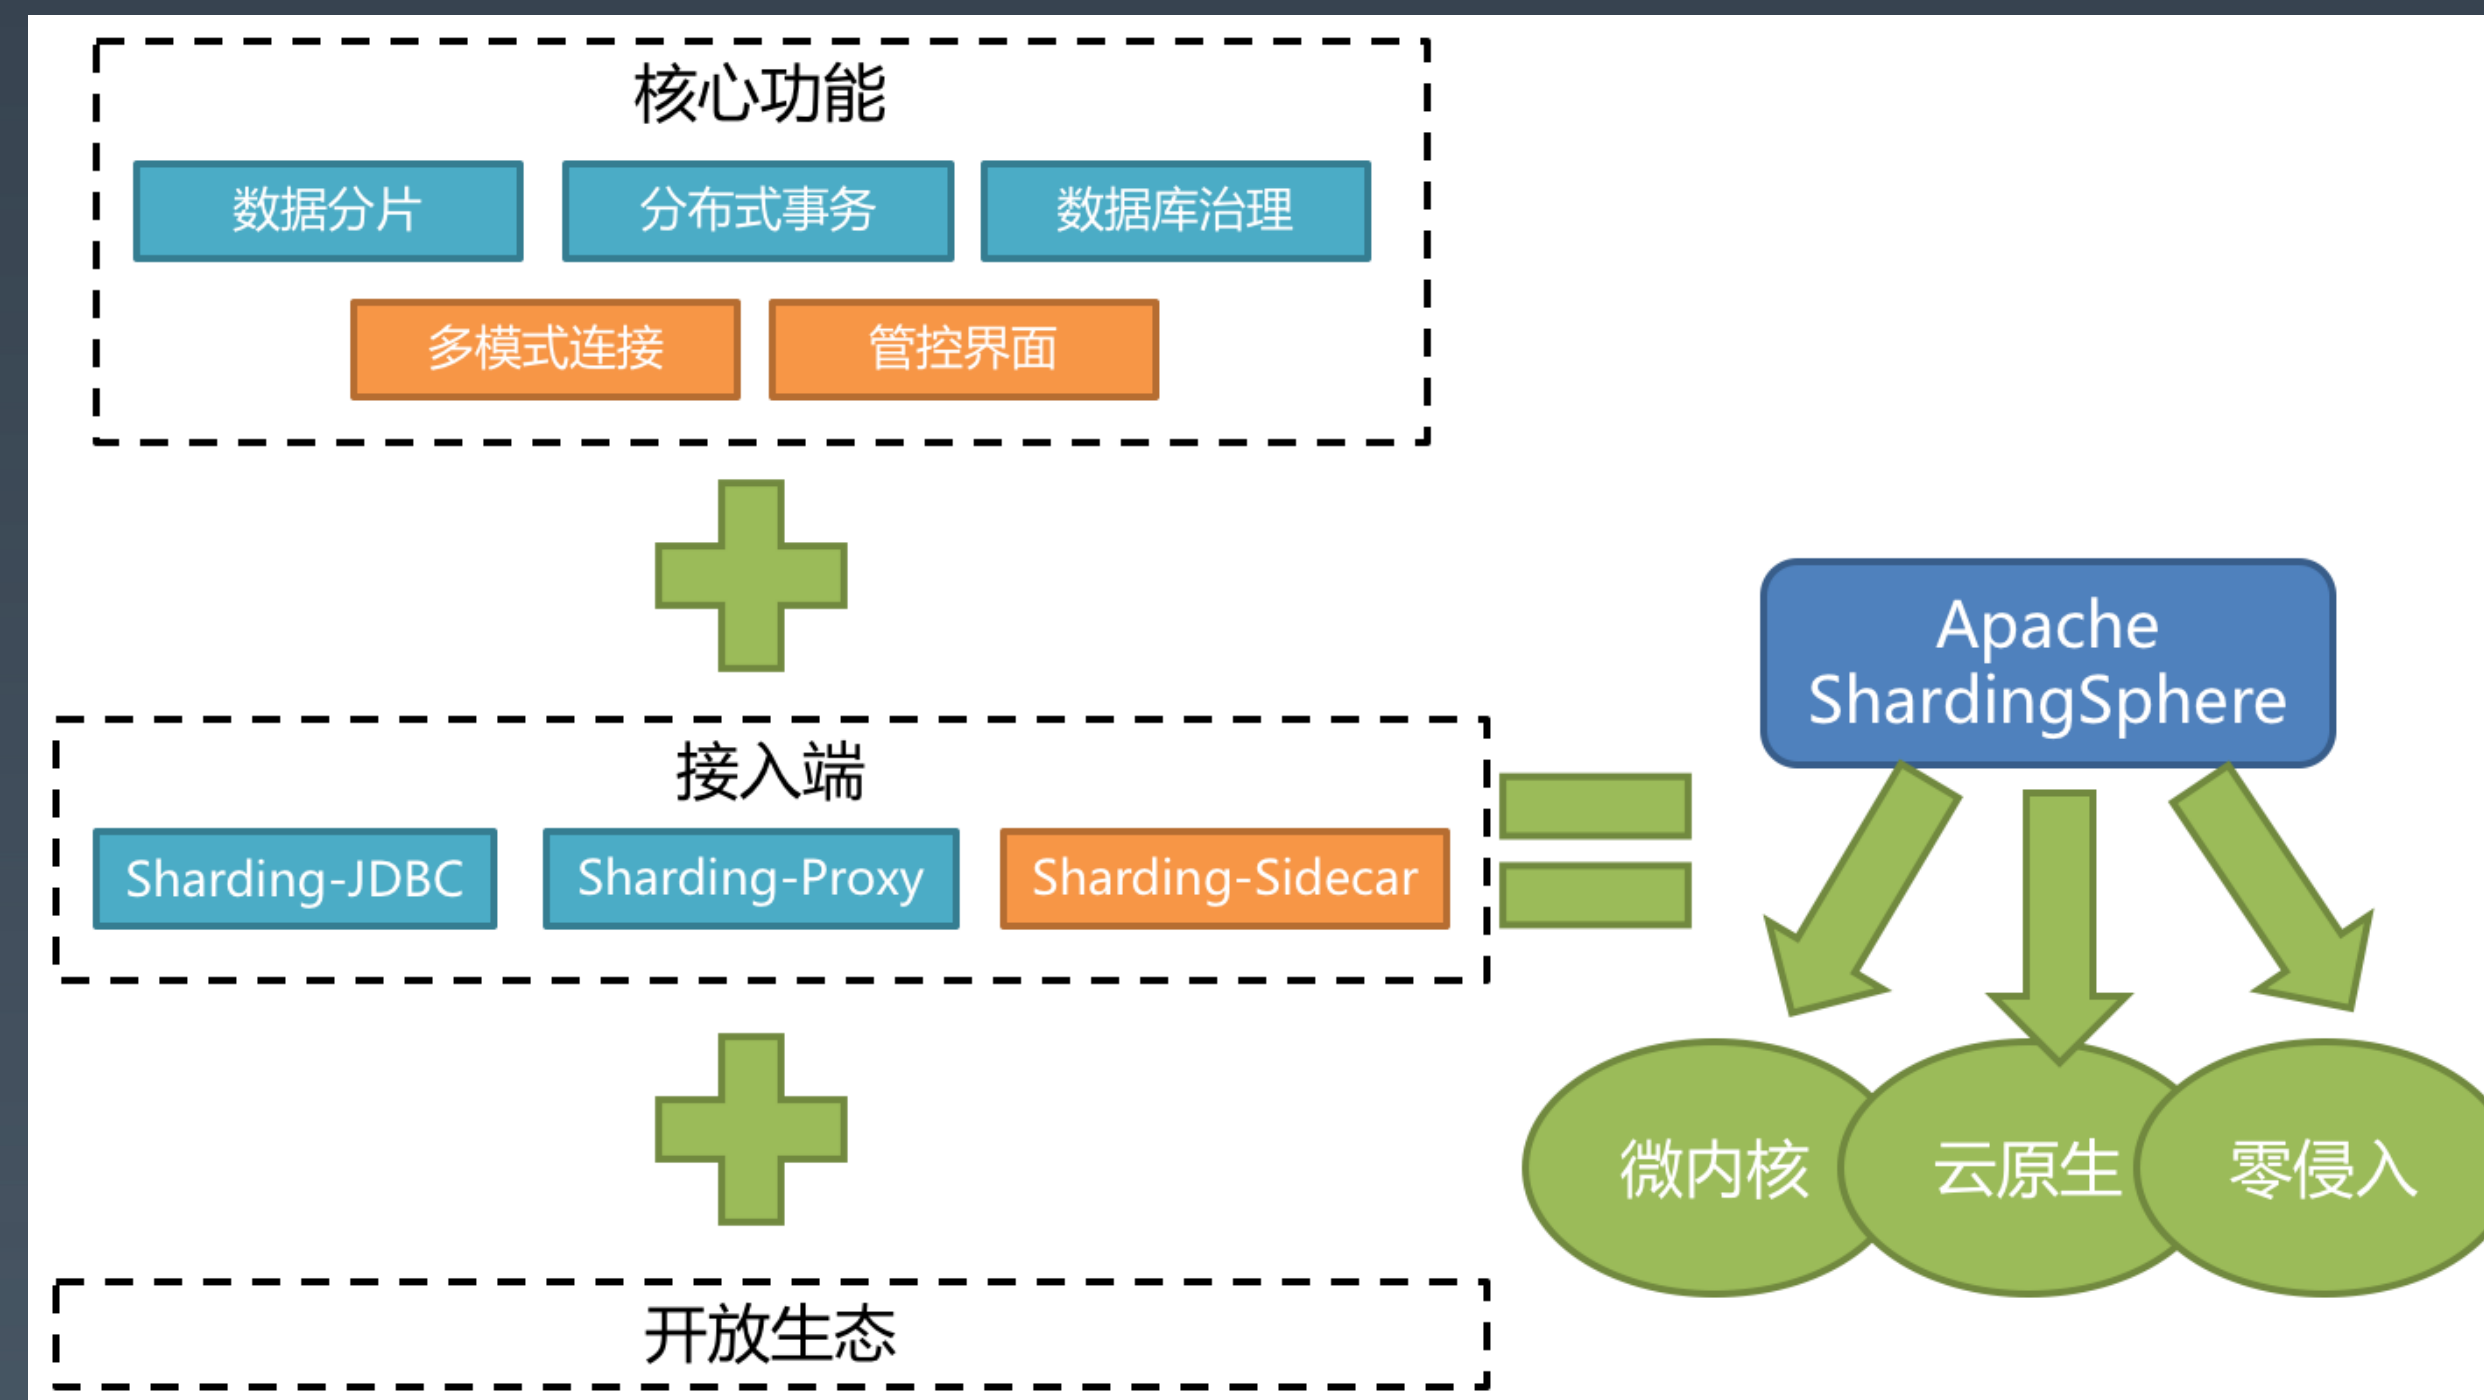 核心功能
数据分片
分布式事务
数据库治理
多模式连接
管控界面
接入端
Sharding-JDBC
Sharding-Proxy
Sharding-Sidecar
开放生态
Apache
ShardingSphere
微内核
云原生
零侵入